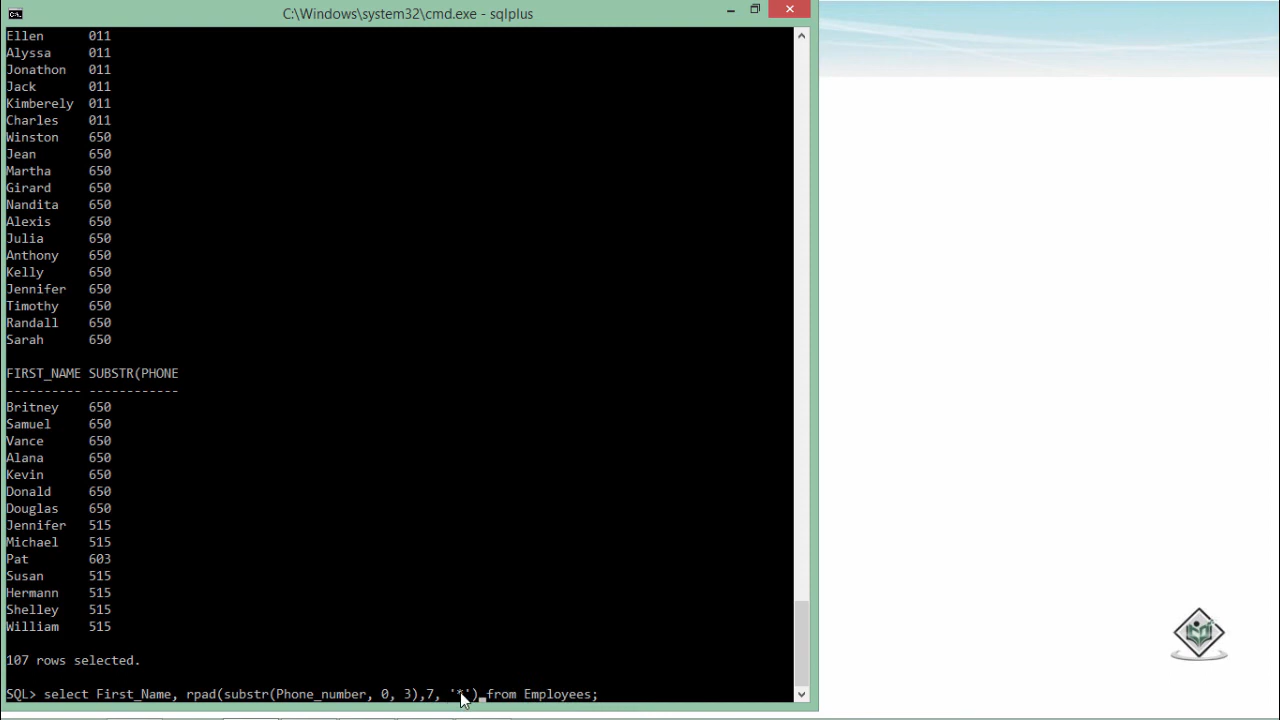 C:\Windows\system32\cmd.exe - sqlplus
Ellen 011
Alyssa 011
Jonathon 011
Jack 011
Kimberely 011
Charles 011
Winston 650
Jean 650
Martha 650
Girard 650
Nandita 650
Alexis 650
Julia 650
Anthony 650
Kelly 650
Jennifer 650
Timothy 650
Randall 650
Sarah 650
FIRST_NAME SUBSTR(PHONE
---------- ------------
Britney 650
Samuel 650
Vance 650
Alana 650
Kevin 650
Donald 650
Douglas 650
Jennifer 515
Michael 515
Pat 603
Susan 515
Hermann 515
Shelley 515
William 515
107 rows selected.
SQL> select First_Name, rpad(substr(Phone_number, 0, 3),7, '*') from Employees;